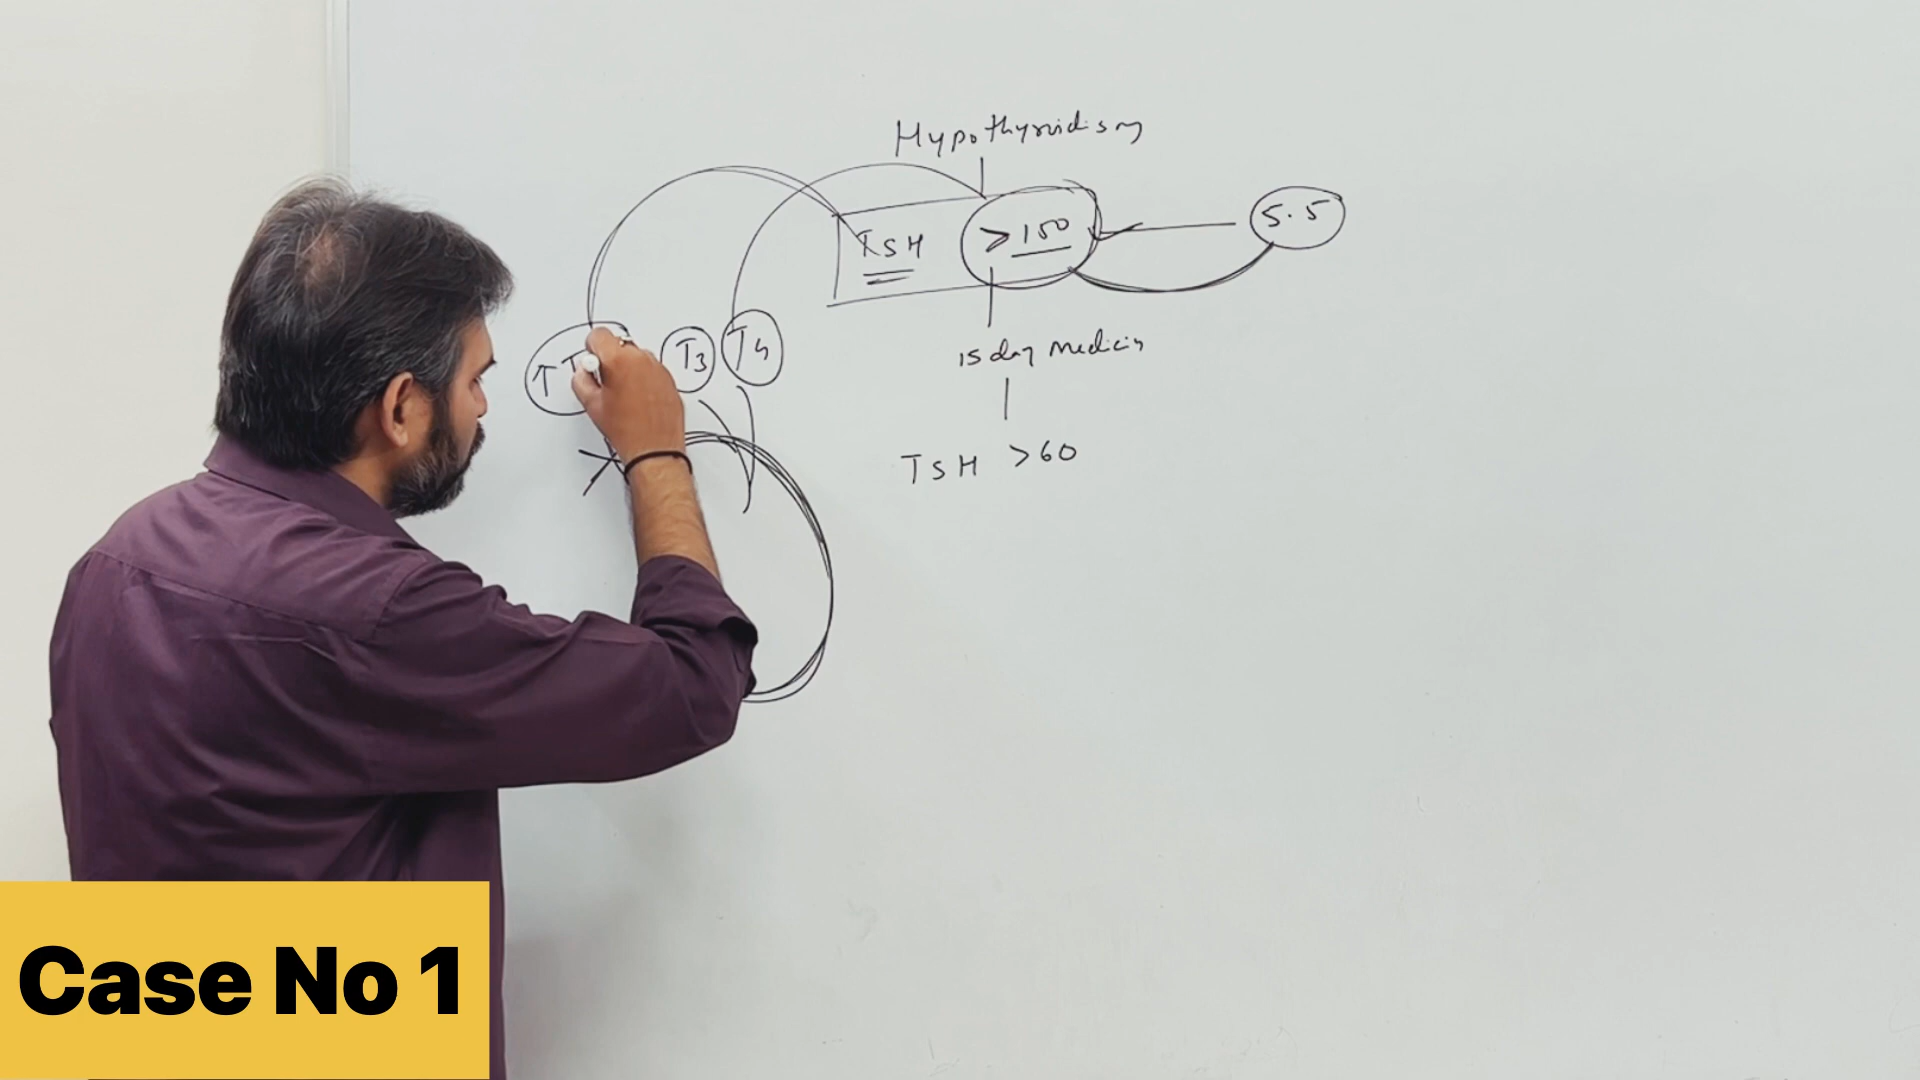 Hypothyroidism
TSH >150
5.5
↑ T
T3
T4
15 day medicin
TSH >60
Case No 1